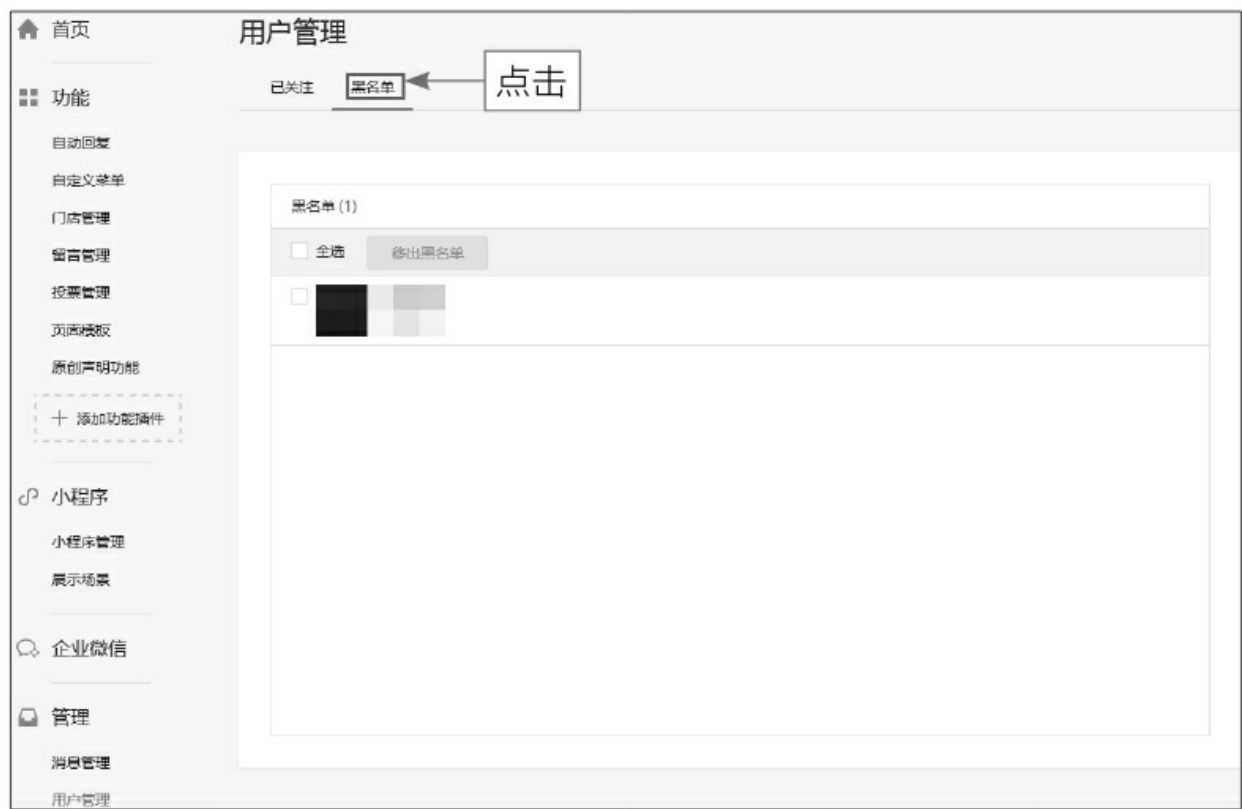 首页
功能
自动回复
自定义菜单
门店管理
留言管理
投票管理
页面模板
原创声明功能
添加功能插件
小程序
小程序管理
展示场景
企业微信
管理
消息管理
用户管理
用户管理
已关注 黑名单 点击
黑名单 (1)
全选 移出黑名单